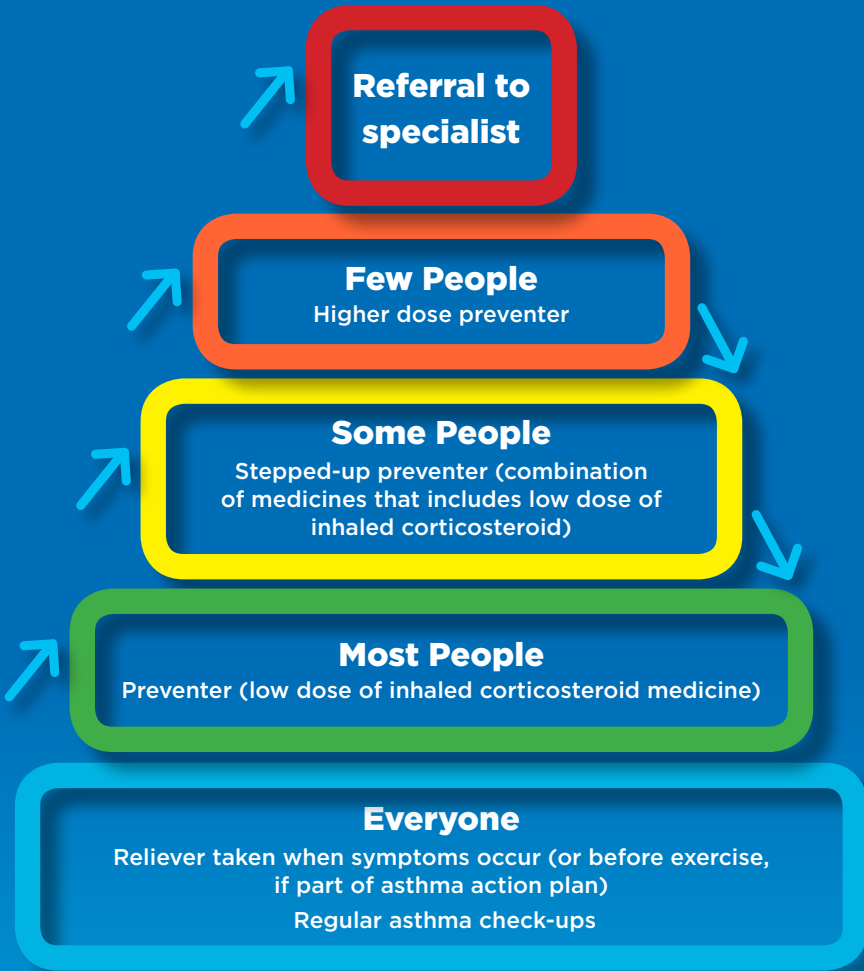 Referral to
specialist
Few People
Higher dose preventer
Some People
Stepped-up preventer (combination
of medicines that includes low dose of
inhaled corticosteroid)
Most People
Preventer (low dose of inhaled corticosteroid medicine)
Everyone
Reliever taken when symptoms occur (or before exercise,
if part of asthma action plan)
Regular asthma check-ups